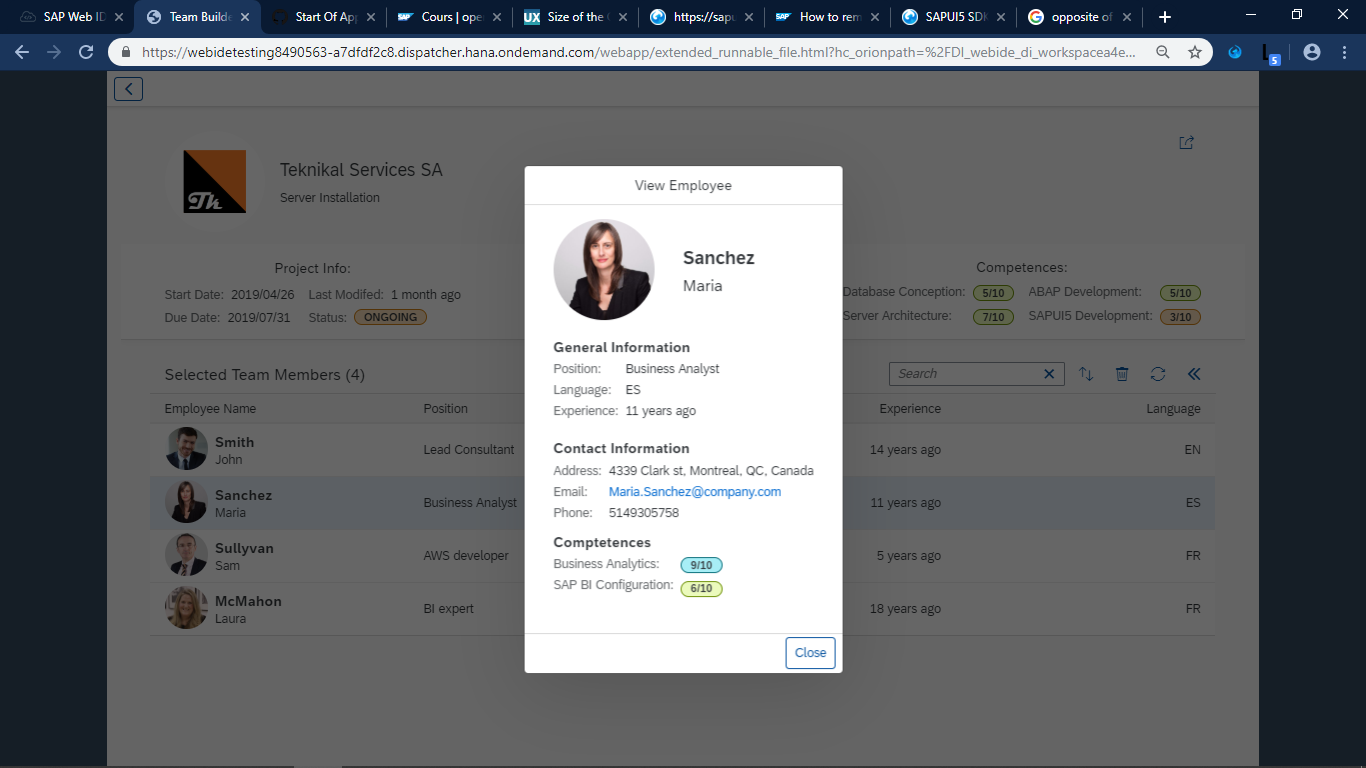 SAP Web ID
Team Builde
Start Of App
Cours | ope
Size of the
https://sapu
How to rem
SAPUI5 SDK
opposite of
https://webidetesting8490563-a7dfdf2c8.dispatcher.hana.ondemand.com/webapp/extended_runnable_file.html?hc_orionpath=%2FDI_webide_di_workspacea4e...
5
Th
Teknikal Services SA
Server Installation
Project Info:
Start Date: 2019/04/26 Last Modifed: 1 month ago
Due Date: 2019/07/31 Status: ONGOING
Competences:
Database Conception: 5/10 ABAP Development: 5/10
Server Architecture: 7/10 SAPUI5 Development: 3/10
Selected Team Members (4)
Search
Employee Name Position Experience Language
Smith
John
Lead Consultant 14 years ago EN
Sanchez
Maria
Business Analyst 11 years ago ES
Sullyvan
Sam
AWS developer 5 years ago FR
McMahon
Laura
BI expert 18 years ago FR
View Employee
Sanchez
Maria
General Information
Position: Business Analyst
Language: ES
Experience: 11 years ago
Contact Information
Address: 4339 Clark st, Montreal, QC, Canada
Email: Maria.Sanchez@company.com
Phone: 5149305758
Comptetences
Business Analytics: 9/10
SAP BI Configuration: 6/10
Close